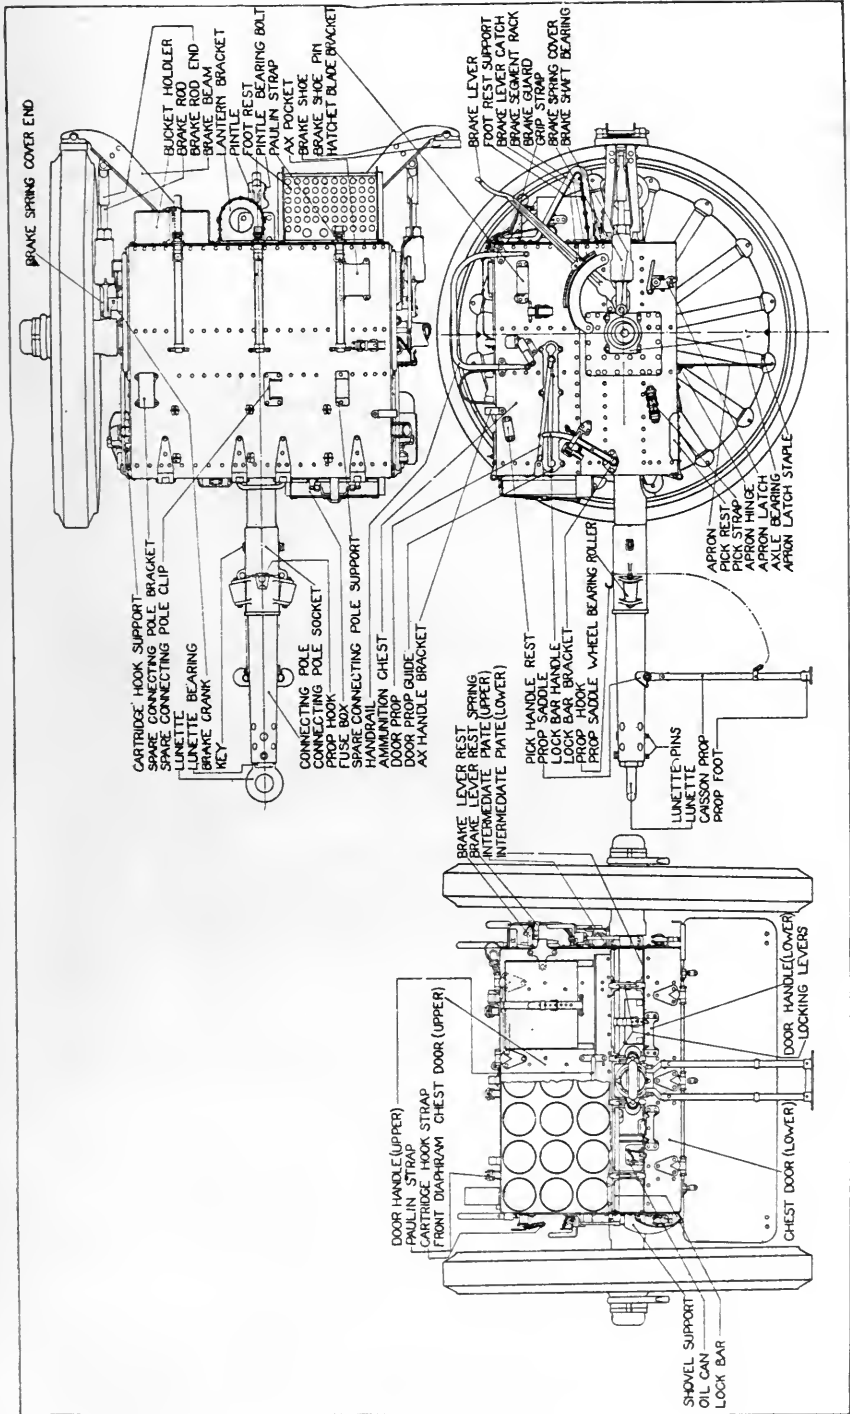 BRAKE SPRING COVER END
BUCKET HOLDLER
BRAKE ROD
BRAKE ROD END
BRAKE BEAM
LANTERN BRACKET
PINTLE
FOOT REST
PINTLE BEARING BOLT
PAULIN STRAP
AX POCKET
BRAKE SHOE
BRAKE SHOE PIN
HATCHET BLADE BRACKET
CARTRIDGE HOOK SUPPORT
SPARE CONNECTING POLE BRACKET
SPARE CONNECTING POLE CLIP
LUNETTE
LUNETTE BEARING
BRAKE CRANK
KEY
CONNECTING POLE
CONNECTING POLE SOCKET
PROP HOOK
FUSE BOX
SPARE CONNECTING POLE SUPPORT
HANDRAIL
AMMUNITION CHEST
DOOR PROP
DOOR PROP GUIDE
AX HANDLE BRACKET
BRAKE LEVER
FOOT REST SUPPORT
BRAKE LEVER CATCH
BRAKE SEGMENT RACK
BRAKE GUARD
GRIP STRAP
BRAKE SPRING COVER
BRAKE SHAFT BEARING
PICK HANDLE REST
PROP SADDLE
LOCK BAR HANDLE
LOCK BAR BRACKET
PROP HOOK
PROP SADDLE WHEEL BEARING ROLLER
APRON
PICK REST
PICK STRAP
APRON HINGE
APRON LATCH
AXLE BEARING
APRON LATCH STAPLE
LUNETTE PINS
LUNETTE
CAISSON PROP
PROP FOOT
BRAKE LEVER REST
BRAKE LEVER REST SPRING
INTERMEDIATE PLATE (UPPER)
INTERMEDIATE PLATE (LOWER)
DOOR HANDLE (UPPER)
PAULIN STRAP
CARTRIDGE HOOK STRAP
FRONT DIAPHRAM CHEST DOOR (UPPER)
DOOR HANDLE (LOWER)
LOCKING LEVERS
CHEST DOOR (LOWER)
SHOVEL SUPPORT
OIL CAN
LOCK BAR